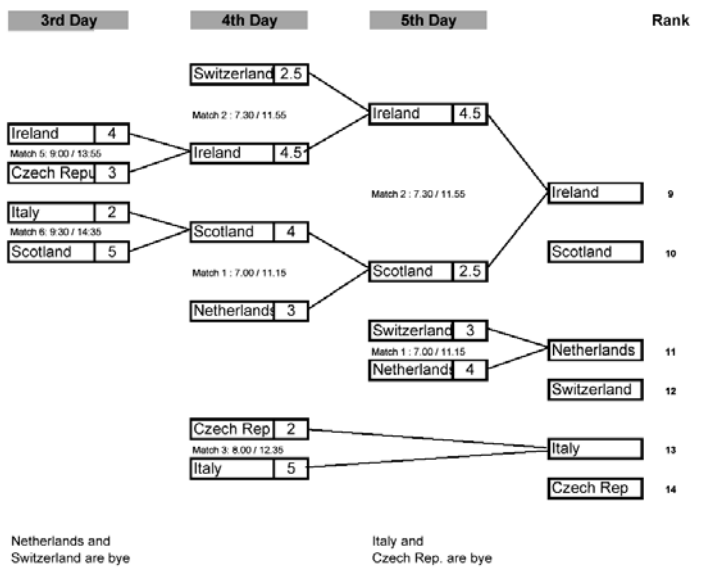 3rd Day 4th Day 5th Day Rank
Switzerland 2.5
Match 2 : 7.30 / 11.55
Ireland 4.5
Ireland 4
Match 5: 9:00 / 13:55
Ireland 4.5
Czech Repu 3
Match 2 : 7.30 / 11.55
Ireland 9
Italy 2
Match 6: 9:30 / 14:35
Scotland 4
Scotland 5
Scotland 10
Match 1 : 7.00 / 11.15
Scotland 2.5
Netherlands 3
Switzerland 3
Match 1 : 7.00 / 11.15
Netherlands 11
Netherlands 4
Switzerland 12
Czech Rep 2
Match 3: 8.00 / 12.35
Italy 13
Italy 5
Czech Rep 14
Netherlands and
Switzerland are bye
Italy and
Czech Rep. are bye